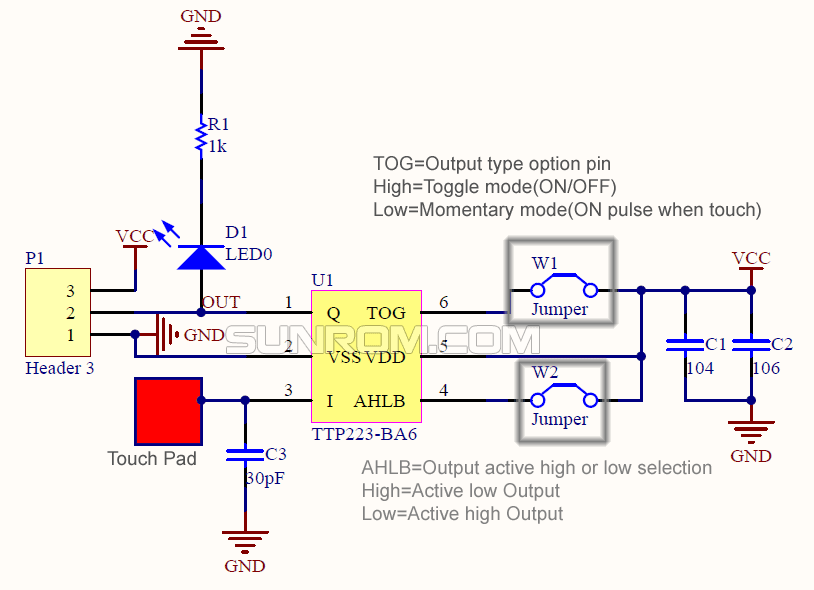 GND
R1
1k
TOG=Output type option pin
High=Toggle mode(ON/OFF)
Low=Momentary mode(ON pulse when touch)
VCC
D1
LED0
P1
3
2
1
Header 3
OUT
GND
U1
1
2
3
Q
TOG
VSS
VDD
I
AHLB
6
5
4
TTP223-BA6
W1
Jumper
W2
Jumper
VCC
C1
104
C2
106
GND
SUNROM.COM
Touch Pad
C3
30pF
GND
AHLB=Output active high or low selection
High=Active low Output
Low=Active high Output